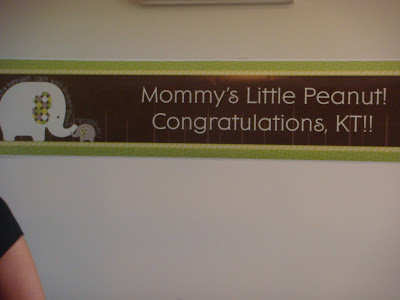 Mommy's Little Peanut!
Congratulations, KT!!